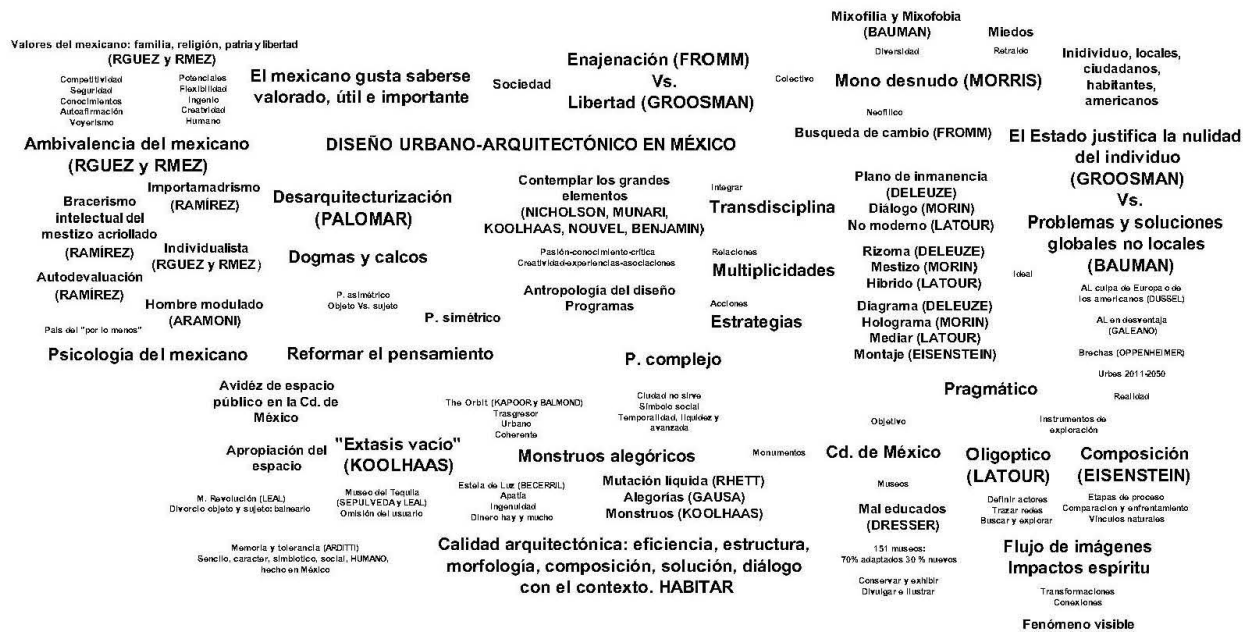 Mixofilia y Mixofobia
(BAUMAN)
Miedos
Diversidad
Retraído
Valores del mexicano: familia, religión, patria y libertad
(RGUEZ y RMEZ)
Competitividad
Seguridad
Conocimientos
Autoafirmación
Voyerismo
Potenciales
Flexibilidad
Ingenio
Creatividad
Humano
El mexicano gusta saberse
valorado, útil e importante
Sociedad
Enajenación (FROMM)
Vs.
Libertad (GROOSMAN)
Colectivo
Mono desnudo (MORRIS)
Neofílico
Inidividuo, locales,
ciudadanos,
habitantes,
americanos
Ambivalencia del mexicano
(RGUEZ y RMEZ)
DISEÑO URBANO-ARQUITECTÓNICO EN MÉXICO
Busqueda de cambio (FROMM)
El Estado justifica la nulidad
del individuo
(GROOSMAN)
Vs.
Problemas y soluciones
globales no locales
(BAUMAN)
Bracerismo
intelectual del
mestizo acriollado
(RAMÍREZ)
Importamadrismo
(RAMÍREZ)
Individualista
(RGUEZ y RMEZ)
Desarquitecturización
(PALOMAR)
Dogmas y calcos
Contemplar los grandes
elementos
(NICHOLSON, MUNARI,
KOOLHAAS, NOUVEL, BENJAMIN)
Pasión-conocimiento-crítica
Creatividad-experiencias-asociaciones
Integrar
Transdisciplina
Relaciones
Multiplicidades
Plano de inmanencia
(DELEUZE)
Diálogo (MORIN)
No moderno (LATOUR)
Rizoma (DELEUZE)
Mestizo (MORIN)
Híbrido (LATOUR)
Ideal
Autodevaluación
(RAMÍREZ)
Hombre modulado
(ARAMONI)
P. asimétrico
Objeto Vs. sujeto
P. simétrico
Antropología del diseño
Programas
Acciones
Estrategias
Diagrama (DELEUZE)
Holograma (MORIN)
Mediar (LATOUR)
Montaje (EISENSTEIN)
AL culpa de Europa o de
los americanos (DUSSEL)
AL en desventaja
(GALEANO)
Brechas (OPPENHEIMER)
Urbes 2011-2050
Realidad
País del "por lo menos"
Psicología del mexicano
Reformar el pensamiento
P. complejo
Pragmático
Avidéz de espacio
público en la Cd. de
México
The Orbit (KAPOOR y BALMOND)
Trasgresor
Urbano
Coherente
Ciudad no sirve
Símbolo social
Temporalidad, liquidez y
avanzada
Objetivo
Instrumentos de
exploración
Apropiación del
espacio
"Extasis vacío"
(KOOLHAAS)
Monstruos alegóricos
Monumentos
Cd. de México
Oligoptico
(LATOUR)
Composición
(EISENSTEIN)
M. Revolución (LEAL)
Divorcio objeto y sujeto: balneario
Museo del Tequila
(SEPULVEDA y LEAL)
Omisión del usuario
Estela de Luz (BECERRIL)
Apatía
Ingenuidad
Dinero hay y mucho
Mutación líquida (RHETT)
Alegorías (GAUSA)
Monstruos (KOOLHAAS)
Museos
Mal educados
(DRESSER)
Definir actores
Trazar redes
Buscar y explorar
Etapas de proceso
Comparacion y enfrentamiento
Vínculos naturales
Memoria y tolerancia (ARDITTI)
Sencilo, caracter, simbiotico, social, HUMANO,
hecho en México
Calidad arquitectónica: eficiencia, estructura,
morfología, composición, solución, diálogo
con el contexto. HABITAR
151 museos:
70% adaptados 30 % nuevos
Conservar y exhibir
Divulgar e ilustrar
Flujo de imágenes
Impactos espíritu
Transformaciones
Conexiones
Fenómeno visible